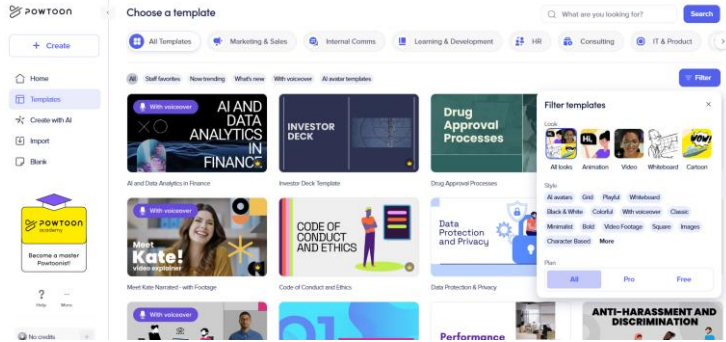 POWTOON
Choose a template
What are you looking for?
Search
+ Create
All Templates
Marketing & Sales
Internal Comms
Learning & Development
HR
Consulting
IT & Product
Home
Templates
Create with AI
Import
Blank
All
Staff favorites
Now trending
What's new
With voiceover
AI avatar templates
Filter
With voiceover
AI AND
DATA
ANALYTICS
IN
FINANCE
AI and Data Analytics in Finance
INVESTOR
DECK
Investor Deck Template
Drug
Approval
Processes
Drug Approval Processes
Filter templates
Look
Hi,
WOW!
All looks
Animation
Video
Whiteboard
Cartoon
Style
AI avatars
Grid
Playful
Whiteboard
Black & White
Colorful
With voiceover
Classic
Minimalist
Bold
Video Footage
Square
Images
Character Based
More
Plan
All
Pro
Free
POWTOON
academy
Become a master
Powtoonist!
Help
More
No credits
+
With voiceover
Meet
Kate!
video explainer
Meet Kate Narrated - with Footage
CODE OF
CONDUCT
AND ETHICS
Code of Conduct and Ethics
Data
Protection
and Privacy
Data Protection & Privacy
With voiceover
Performance
ANTI-HARASSMENT AND
DISCRIMINATION